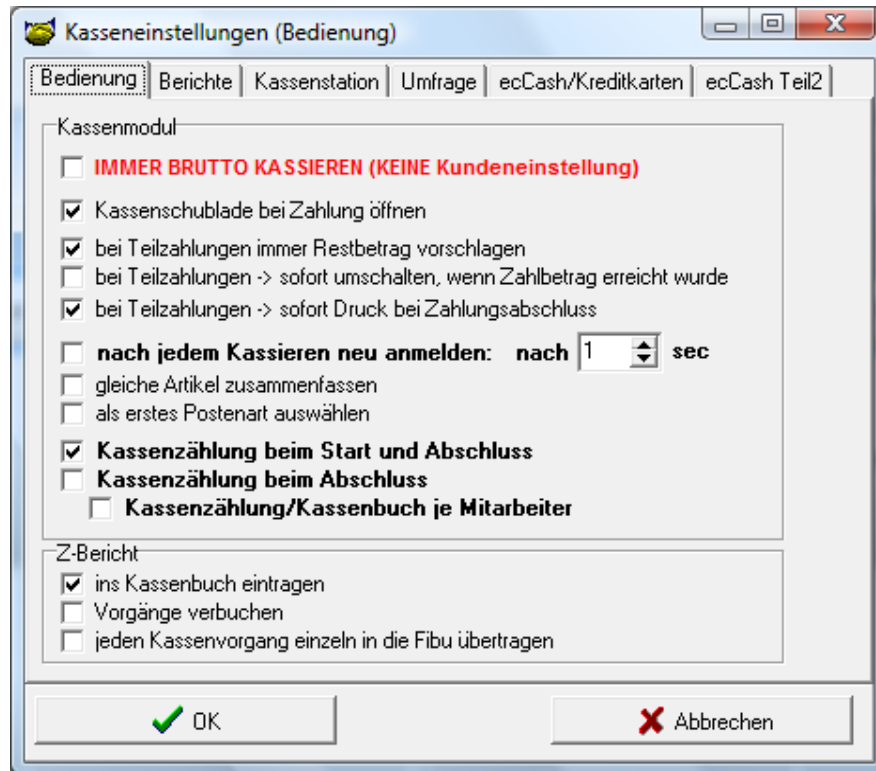 Kasseneinstellungen (Bedienung)
Bedienung Berichte Kassenstation Umfrage ecCash/Kreditkarten ecCash Teil2
Kassenmodul
IMMER BRUTTO KASSIEREN (KEINE Kundeneinstellung)
Kassenschublade bei Zahlung öffnen
bei Teilzahlungen immer Restbetrag vorschlagen
bei Teilzahlungen -> sofort umschalten, wenn Zahlbetrag erreicht wurde
bei Teilzahlungen -> sofort Druck bei Zahlungsabschluss
nach jedem Kassieren neu anmelden: nach 1 sec
gleiche Artikel zusammenfassen
als erstes Postenart auswählen
Kassenzählung beim Start und Abschluss
Kassenzählung beim Abschluss
Kassenzählung/Kassenbuch je Mitarbeiter
Z-Bericht
ins Kassenbuch eintragen
Vorgänge verbuchen
jeden Kassenvorgang einzeln in die Fibu übertragen
OK Abbrechen